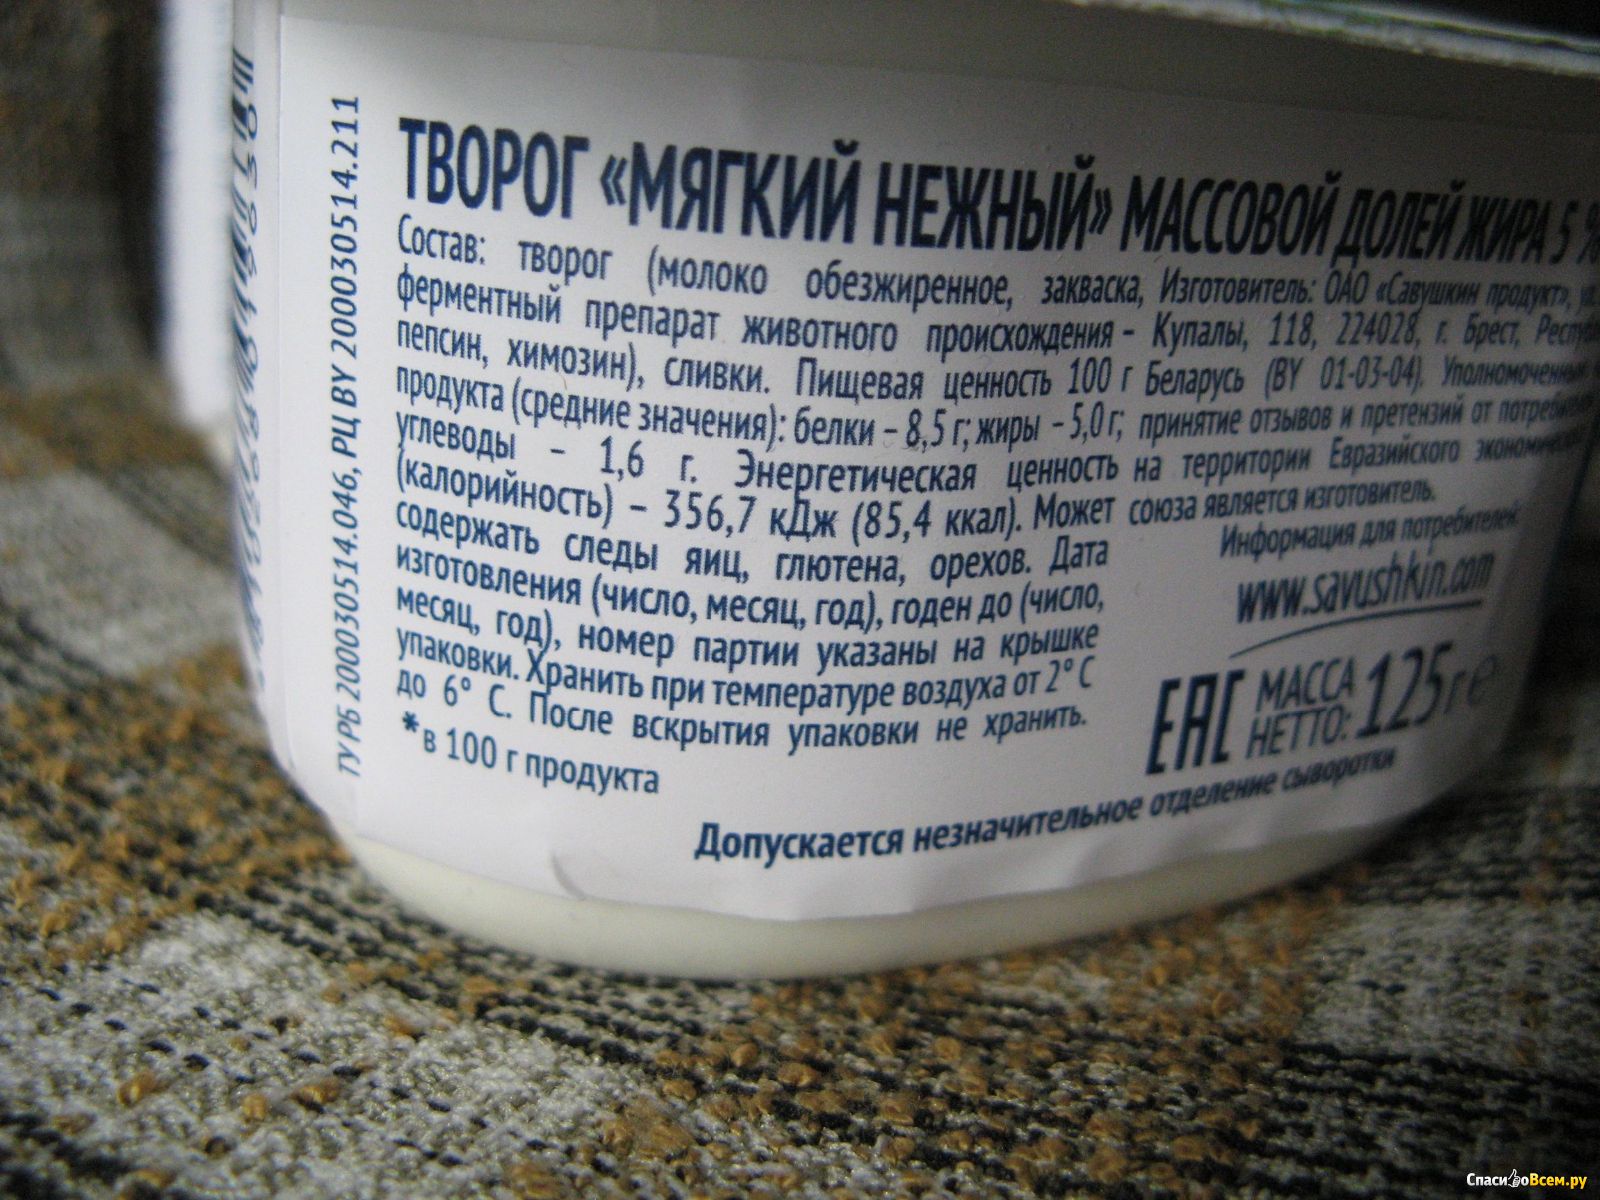 ТВОРОГ «МЯГКИЙ НЕЖНЫЙ» МАССОВОЙ ДОЛЕЙ ЖИРА 5 %
Состав: творог (молоко обезжиренное, закваска,
ферментный препарат животного происхождения –
пепсин, химозин), сливки. Пищевая ценность 100 г
продукта (средние значения): белки – 8,5 г; жиры – 5,0 г;
углеводы – 1,6 г. Энергетическая ценность
(калорийность) – 356,7 кДж (85,4 ккал). Может
содержать следы яиц, глютена, орехов. Дата
изготовления (число, месяц, год), годен до (число,
месяц, год), номер партии указаны на крышке
упаковки. Хранить при температуре воздуха от 2° С
до 6° С. После вскрытия упаковки не хранить.
*в 100 г продукта
Изготовитель: ОАО «Савушкин продукт», ул.
Купалы, 118, 224028, г. Брест,
Беларусь (BY 01-03-04).
принятие отзывов и претензий от
на территории Евразийского
союза является изготовитель.
Информация для потребителей:
www.savushkin.com
EAC
МАССА
НЕТТО: 125 г е
Допускается незначительное отделение сыворотки
ТУ РБ 200030514.046, РЦ BY 200030514.211
СпасибоВсем.ру